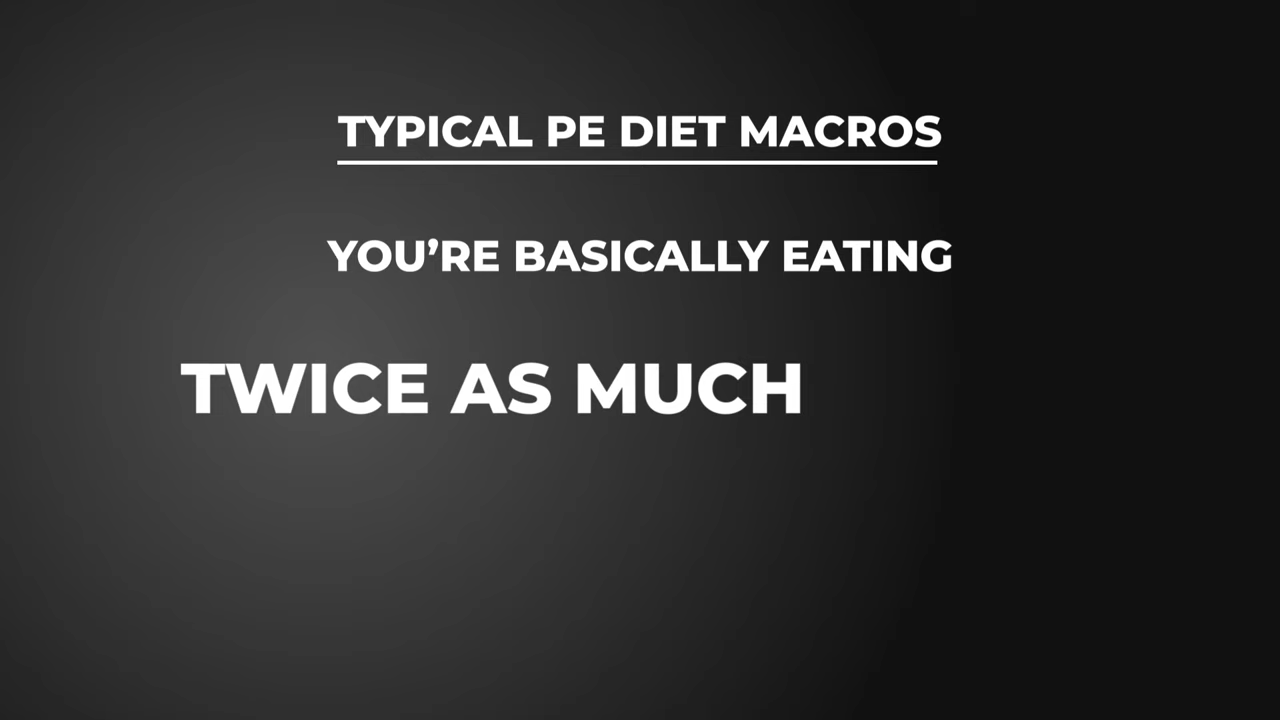 TYPICAL PE DIET MACROS
YOU’RE BASICALLY EATING
TWICE AS MUCH